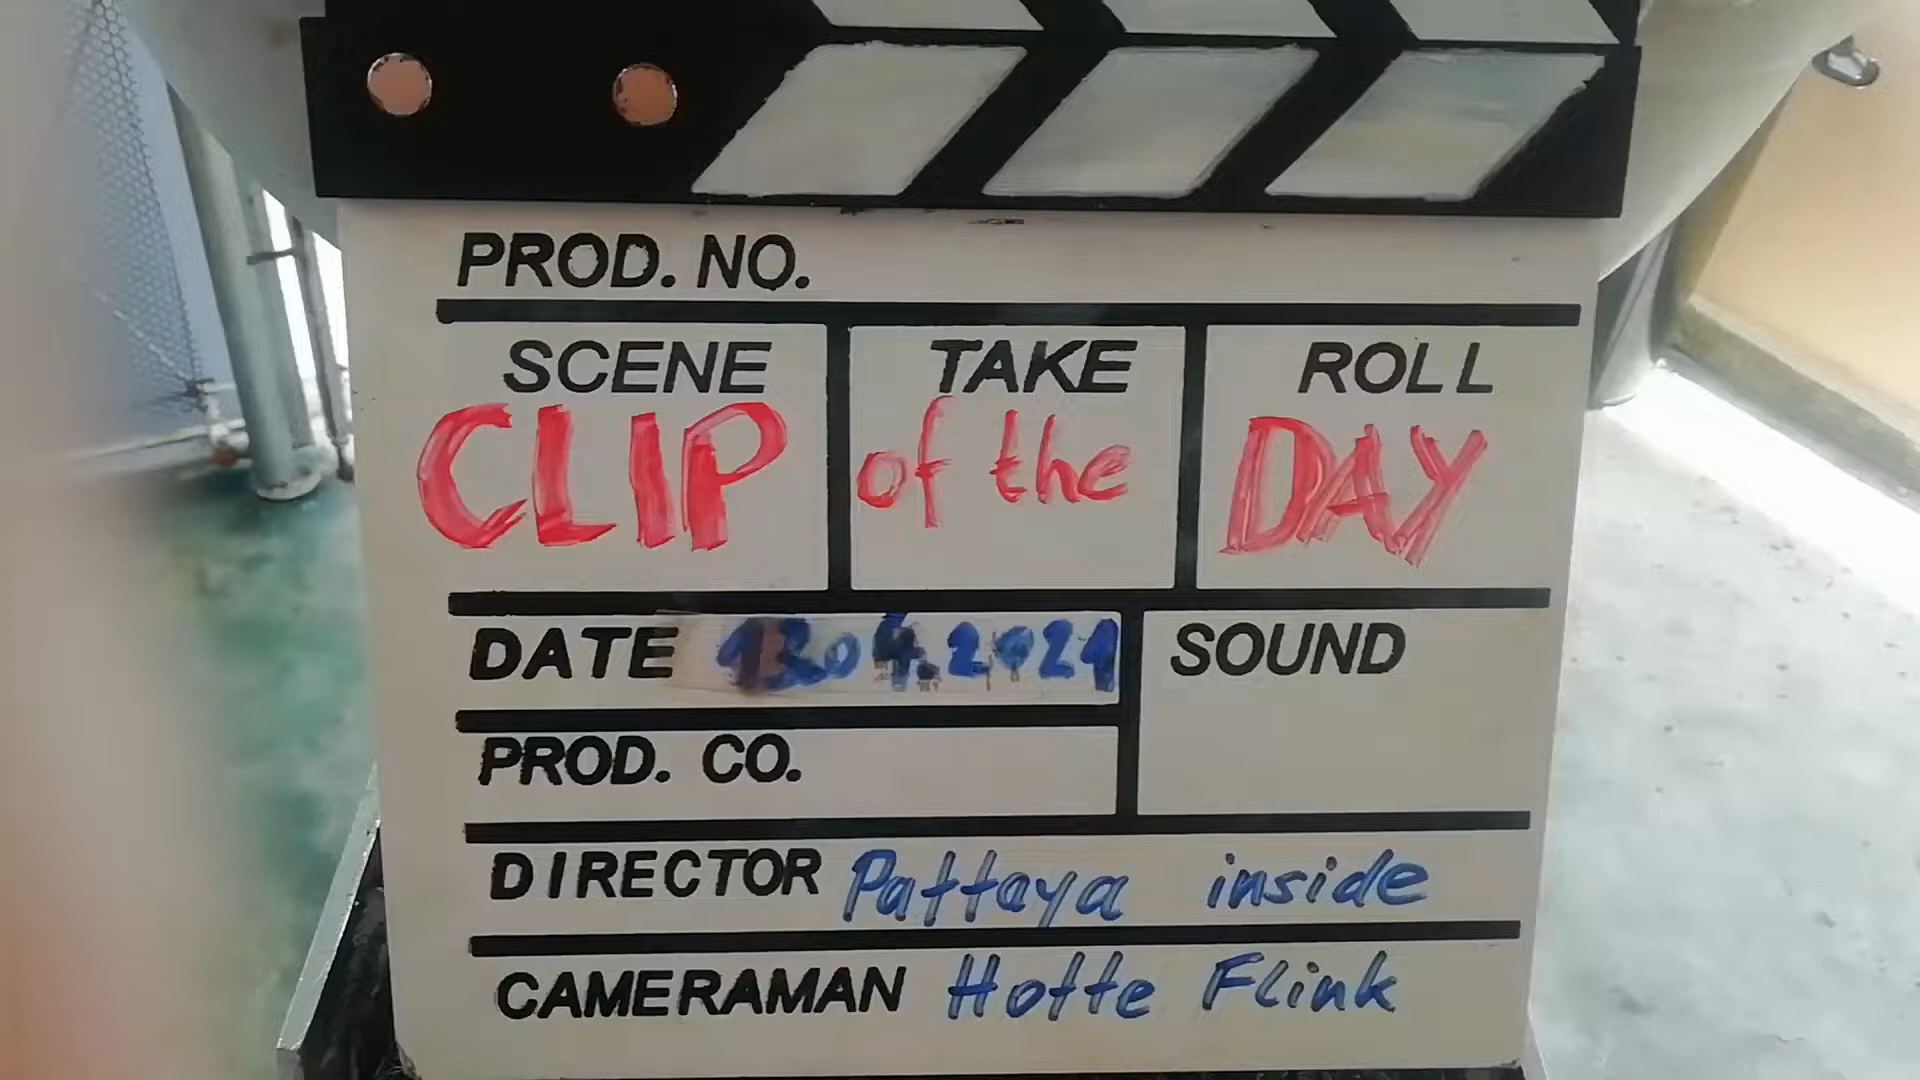 PROD. NO.
SCENE TAKE ROLL
CLIP of the DAY
DATE SOUND
PROD. CO.
DIRECTOR Pattaya inside
CAMERAMAN Hotte Flink